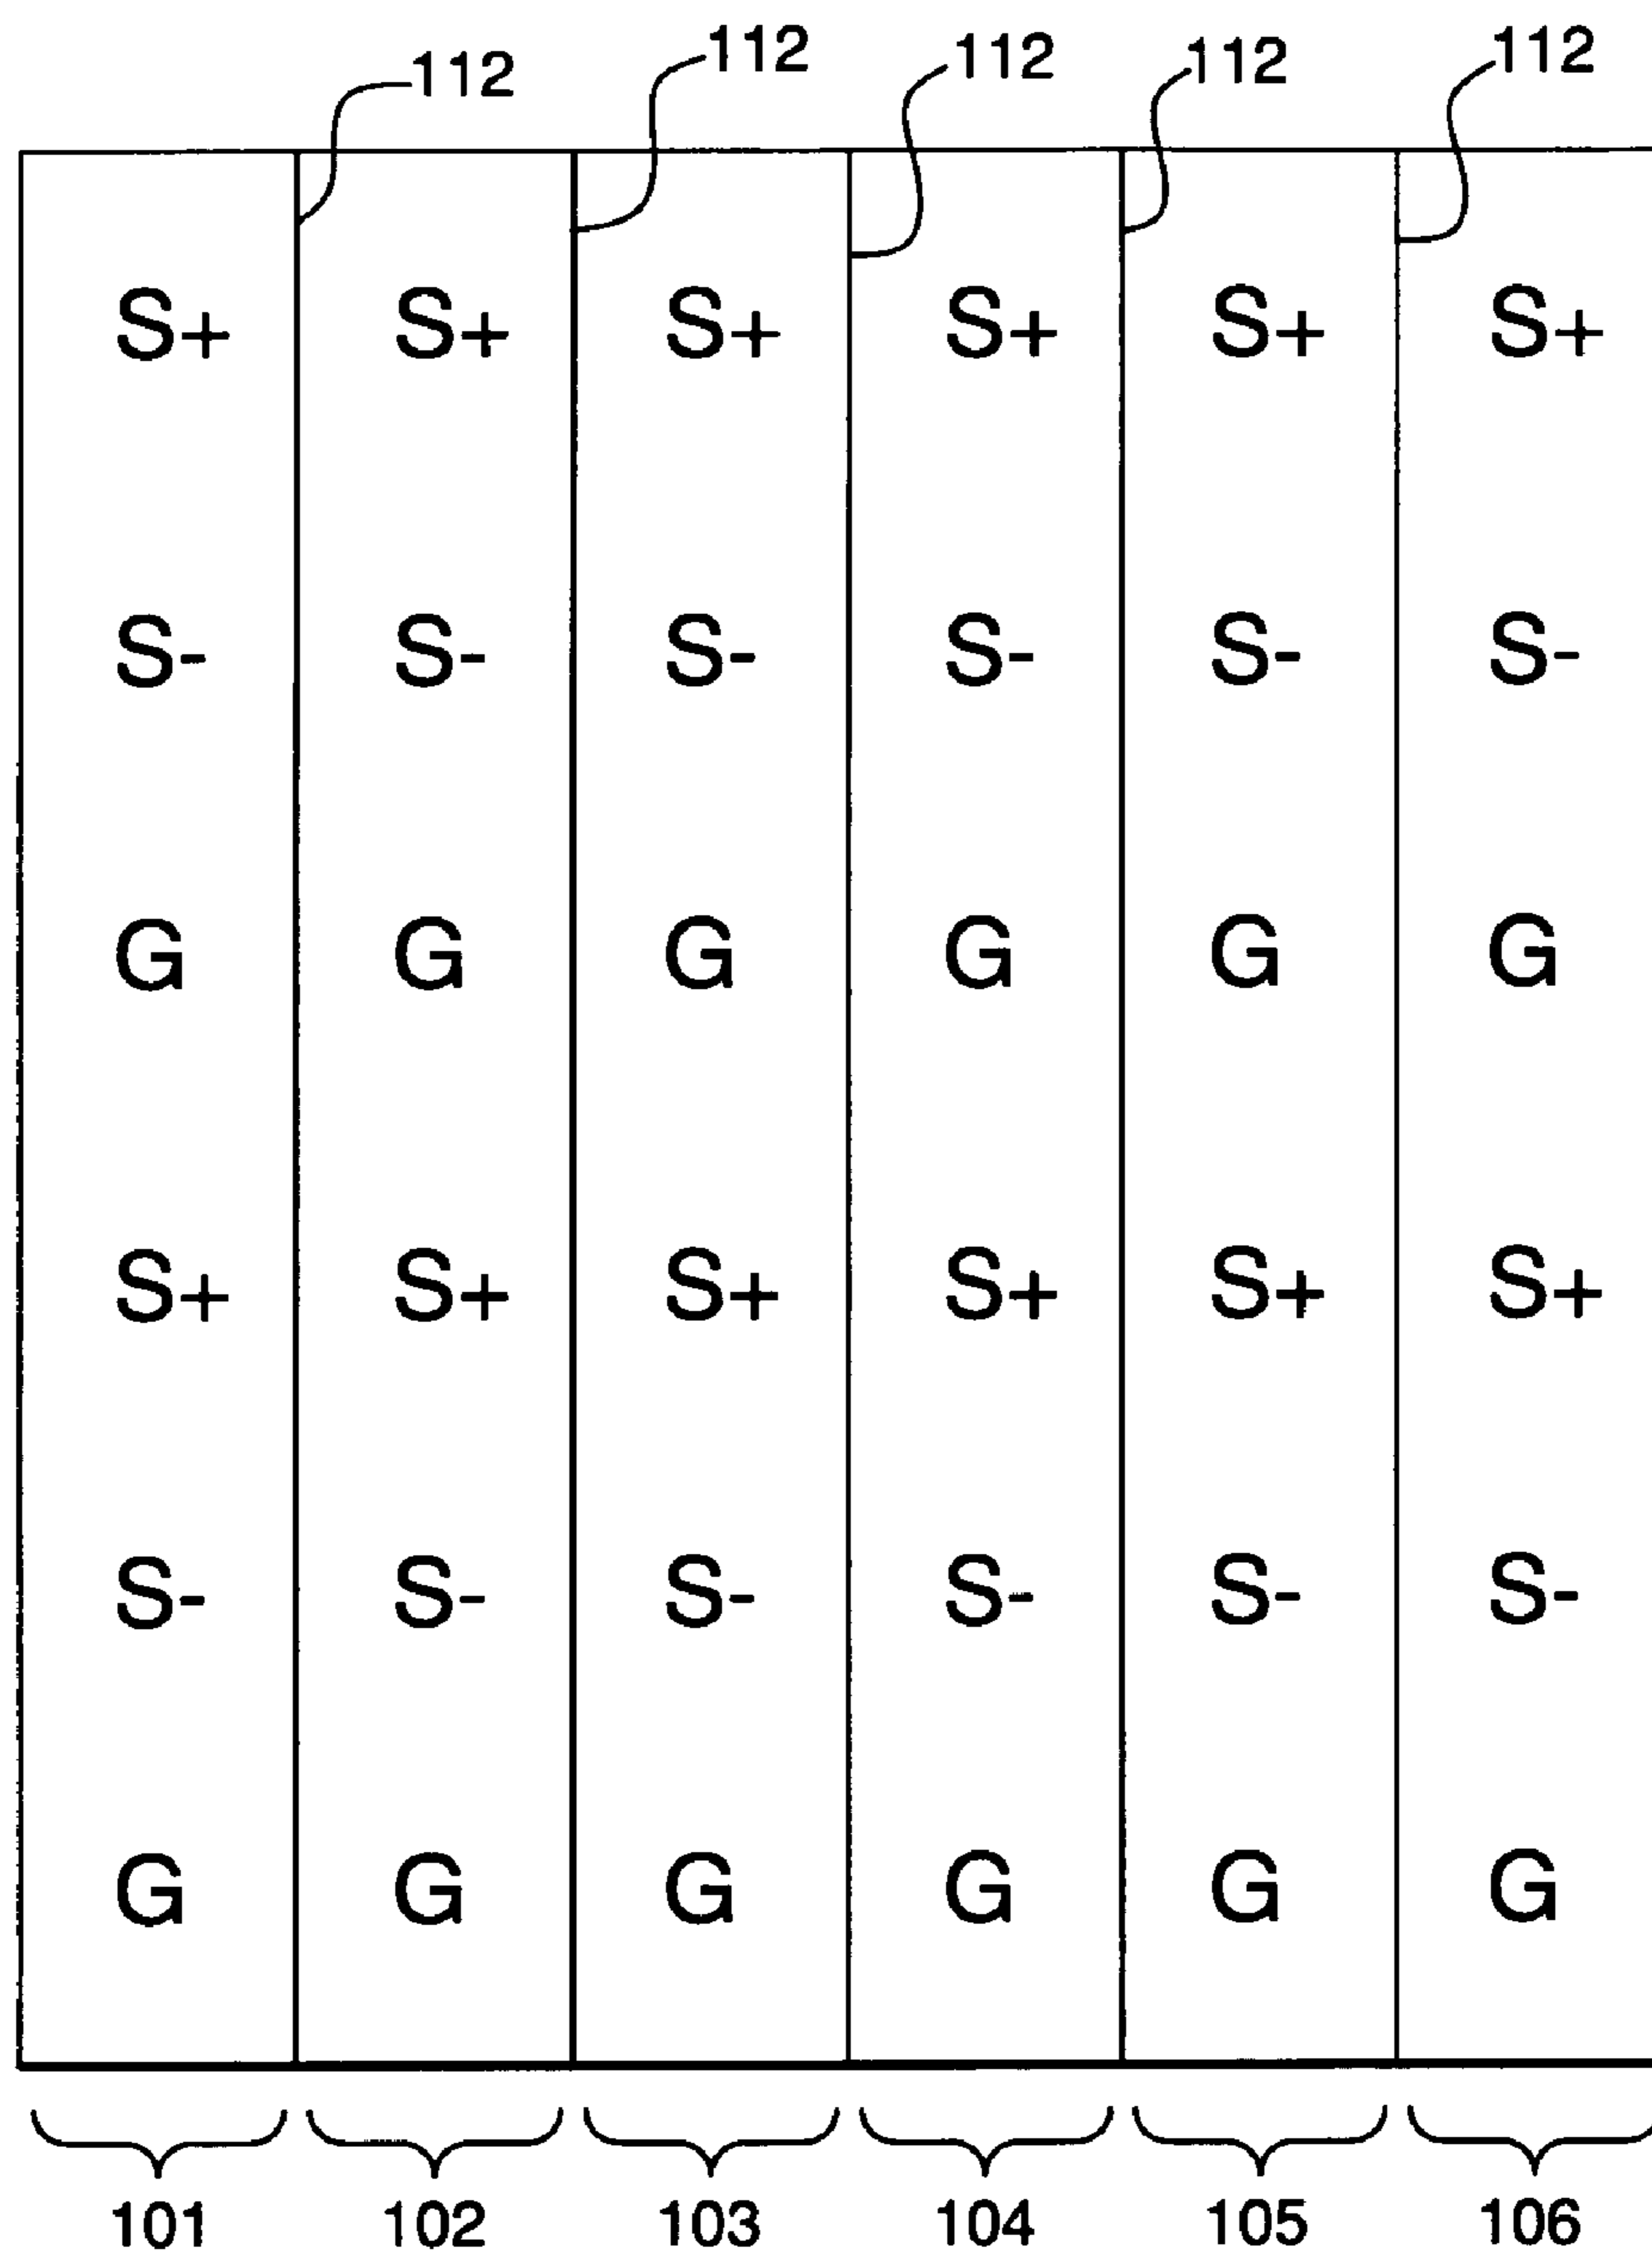 112 112 112 112 112
S+ S+ S+ S+ S+ S+
S- S- S- S- S- S-
G G G G G G
S+ S+ S+ S+ S+ S+
S- S- S- S- S- S-
G G G G G G
101 102 103 104 105 106